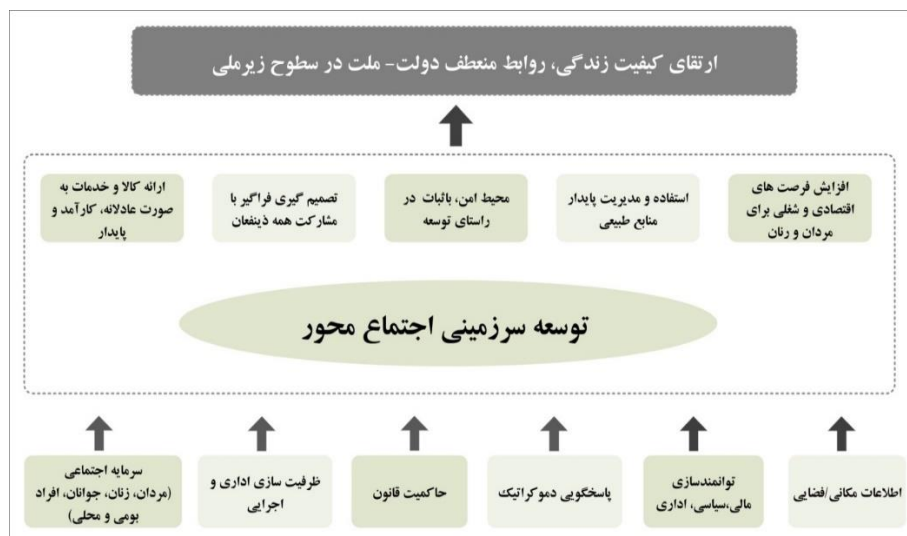 ارتقای کیفیت زندگی، روابط منعطف دولت- ملت در سطوح زیرملی
افزایش فرصت های
اقتصادی و شغلی برای
مردان و رنان
استفاده و مدیریت پایدار
منابع طبیعی
محیط امن، باثبات در
راستای توسعه
تصمیم گیری فراگیر با
مشارکت همه ذینفعان
ارائه کالا و خدمات به
صورت عادلانه، کارآمد و
پایدار
توسعه سرزمینی اجتماع محور
اطلاعات مکانی/فضایی
توانمندسازی
مالی،سیاسی، اداری
پاسخگویی دموکراتیک
حاکمیت قانون
ظرفیت سازی اداری و
اجرایی
سرمایه اجتماعی
(مردان، زنان، جوانان، افراد
بومی و محلی)